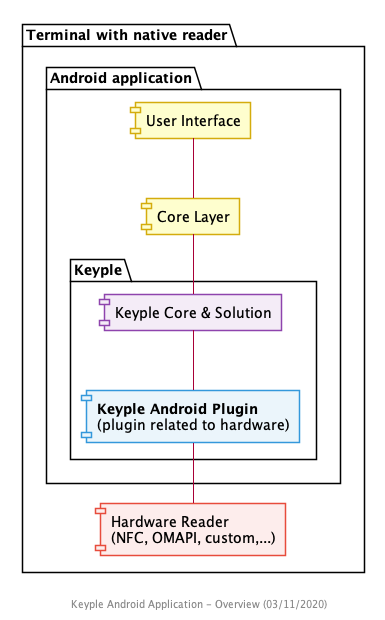 Terminal with native reader
Android application
User Interface
Core Layer
Keyple
Keyple Core & Solution
Keyple Android Plugin
(plugin related to hardware)
Hardware Reader
(NFC, OMAPI, custom,...)
Keyple Android Application - Overview (03/11/2020)